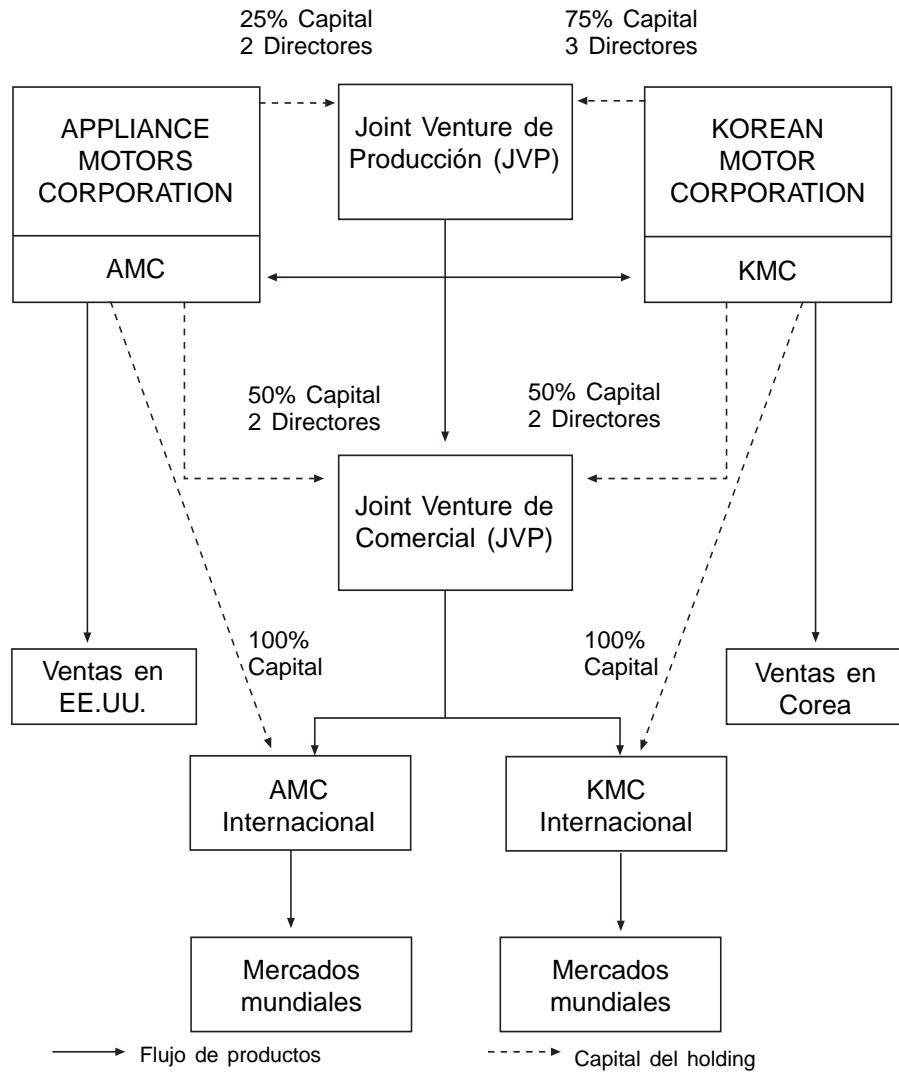 25% Capital
2 Directores
75% Capital
3 Directores
APPLIANCE
MOTORS
CORPORATION
Joint Venture de
Producción (JVP)
KOREAN
MOTOR
CORPORATION
AMC
KMC
50% Capital
2 Directores
50% Capital
2 Directores
Joint Venture de
Comercial (JVP)
100%
Capital
100%
Capital
Ventas en
EE.UU.
Ventas en
Corea
AMC
Internacional
KMC
Internacional
Mercados
mundiales
Mercados
mundiales
Flujo de productos
Capital del holding